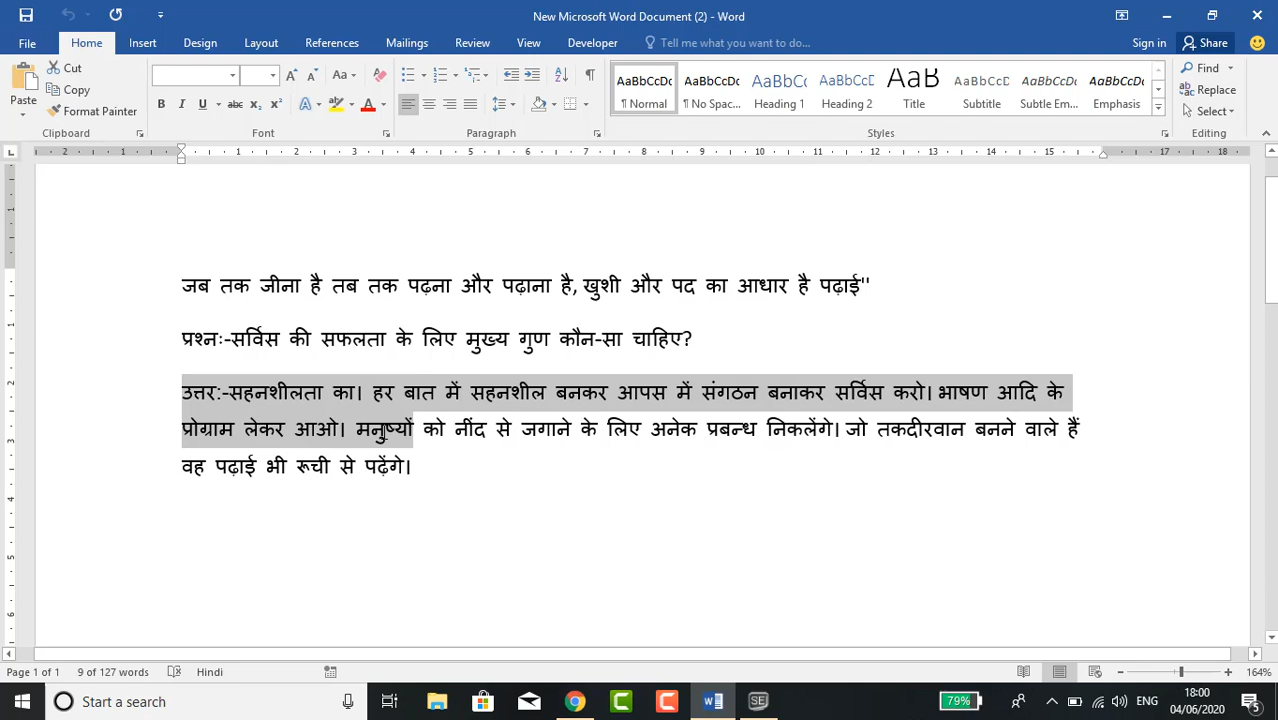 New Microsoft Word Document (2) - Word
File Home Insert Design Layout References Mailings Review View Developer Tell me what you want to do... Sign in Share
Paste Cut Copy Format Painter Clipboard
Aa Font
Paragraph
AaBbCcDc ¶ Normal
AaBbCcDc ¶ No Spac...
AaBbCc Heading 1
AaBbCcD Heading 2
AaB Title
AaBbCcD Subtitle
AaBbCcDc Subtle Em...
AaBbCcDc Emphasis
Styles
Find Replace Select Editing
जब तक जीना है तब तक पढ़ना और पढ़ाना है, खुशी और पद का आधार है पढ़ाई"
प्रश्नः-सर्विस की सफलता के लिए मुख्य गुण कौन-सा चाहिए?
उत्तर:-सहनशीलता का। हर बात में सहनशील बनकर आपस में संगठन बनाकर सर्विस करो। भाषण आदि के
प्रोग्राम लेकर आओ। मनुष्यों को नींद से जगाने के लिए अनेक प्रबन्ध निकलेंगे। जो तकदीरवान बनने वाले हैं
वह पढ़ाई भी रूची से पढ़ेंगे।
Page 1 of 1 9 of 127 words Hindi 164%
Start a search 79% ENG 18:00
04/06/2020